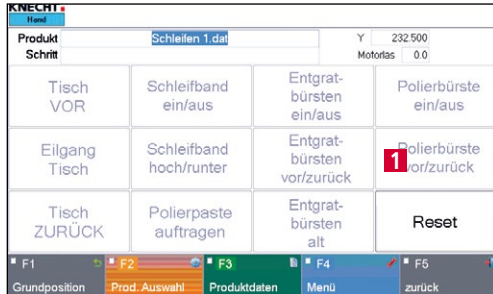 KNECHT
Hand
Produkt Schleifen 1.dat Y 232.500
Schritt Motorlas 0.0
Tisch
VOR
Schleifband
ein/aus
Entgrat-
bürsten
ein/aus
Polierbürste
ein/aus
Eilgang
Tisch
Schleifband
hoch/runter
Entgrat-
bürsten
vor/zurück
1
Polierbürste
vor/zurück
Tisch
ZURÜCK
Polierpaste
auftragen
Entgrat-
bürsten
alt
Reset
F1 F2 F3 F4 F5
Grundposition Prod. Auswahl Produktdaten Menü zurück